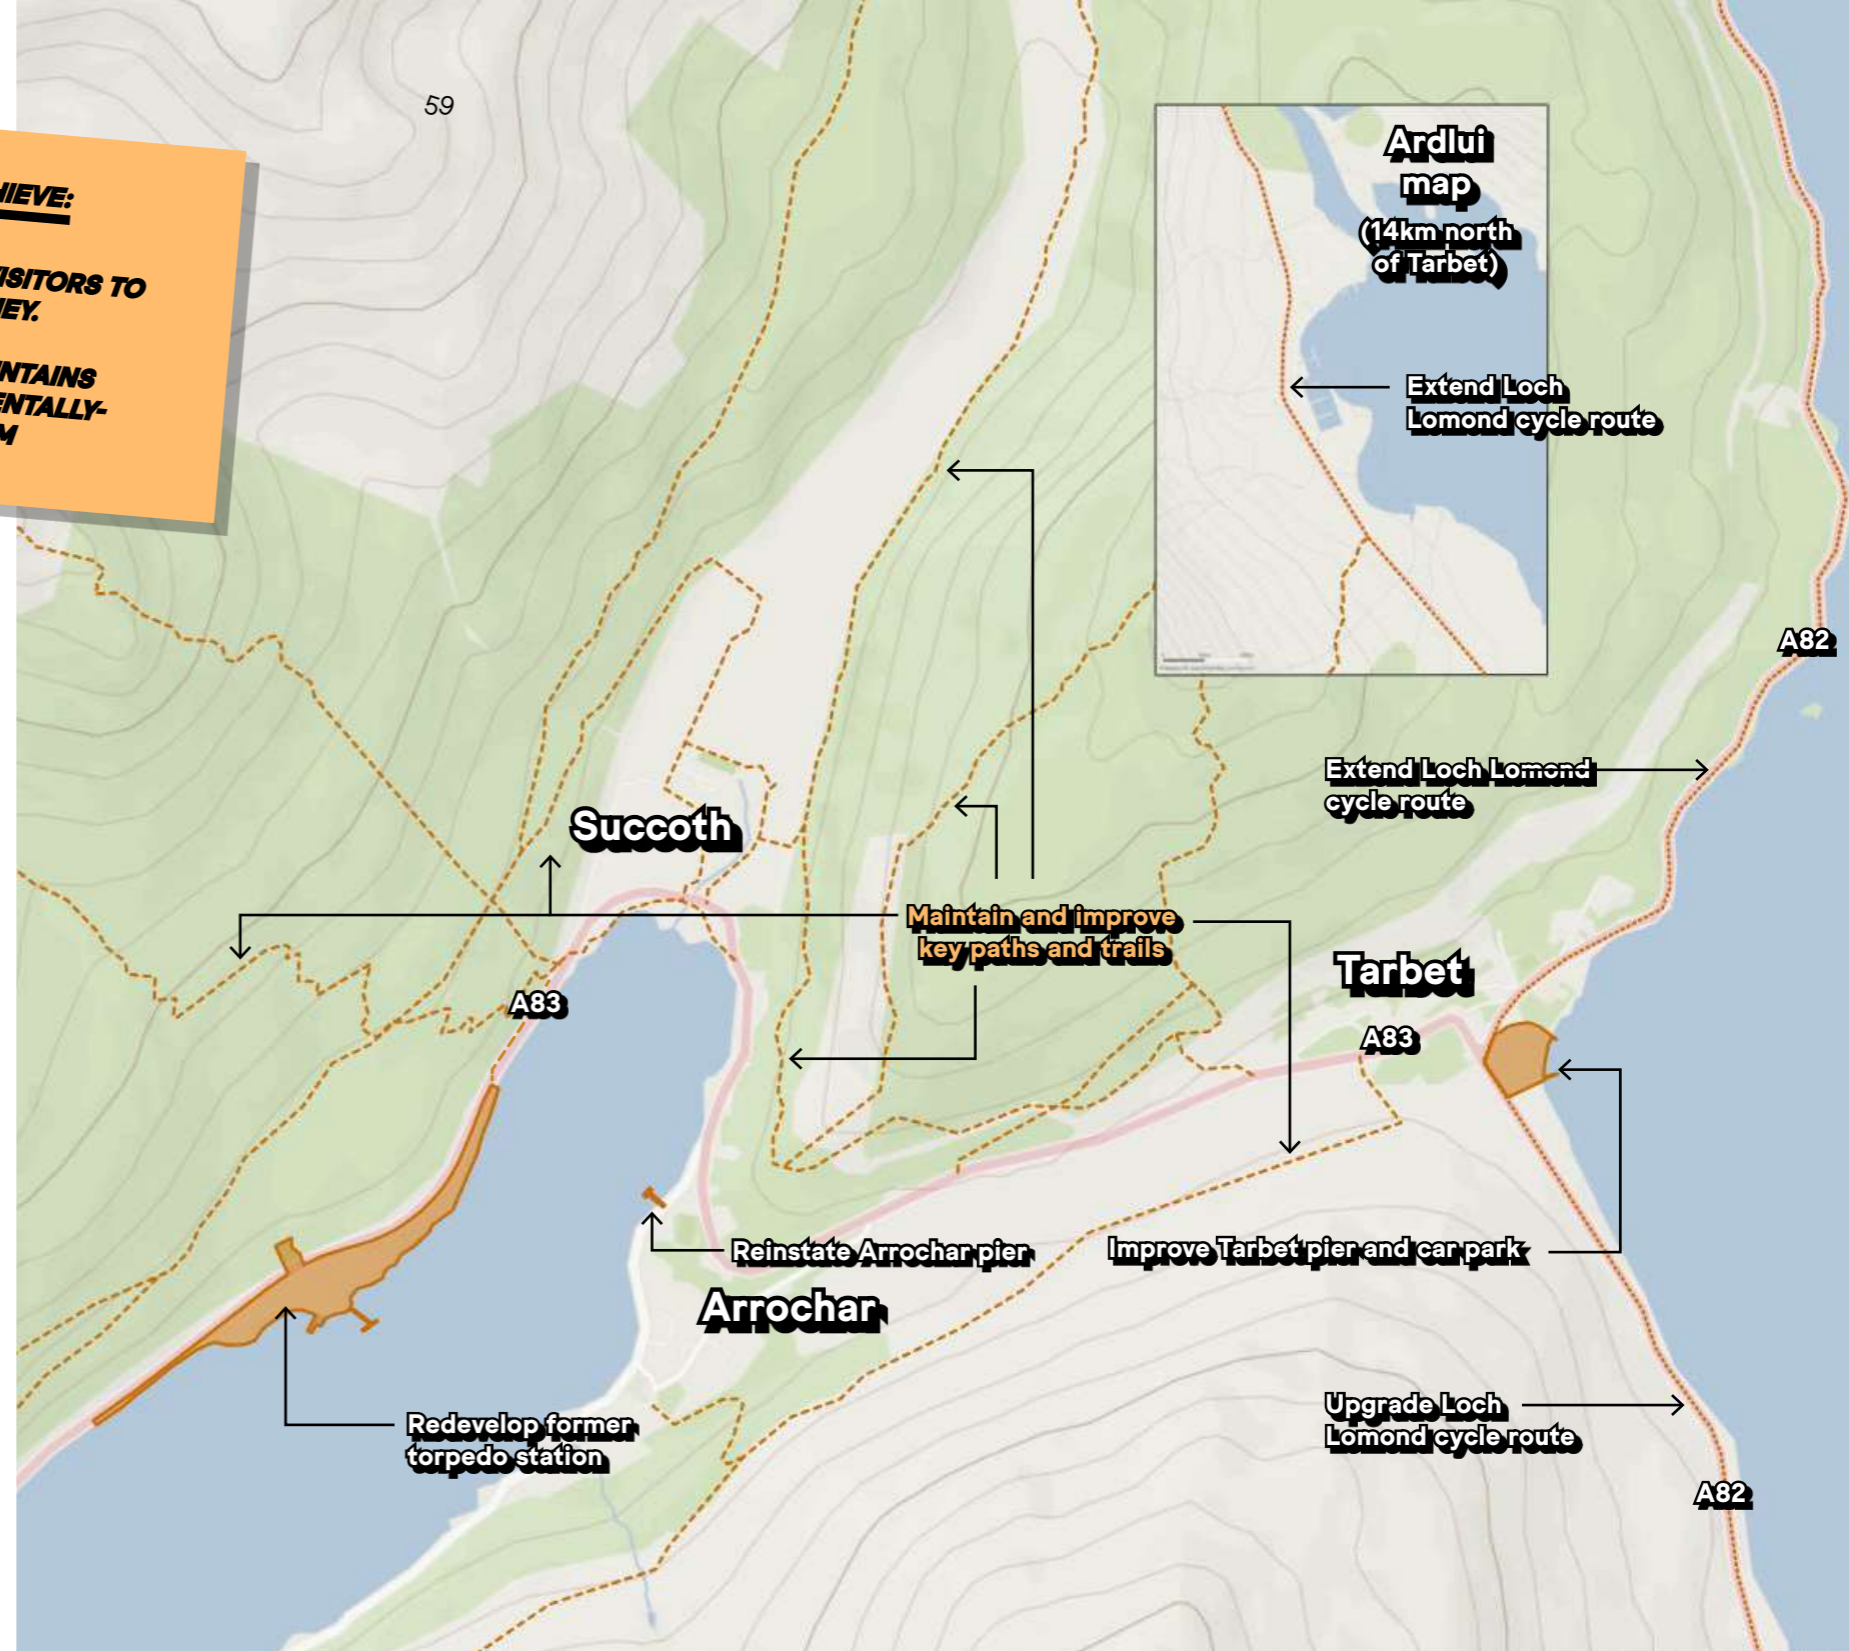 59
HIEVE:
ISITORS TO
EY.
NTAINS
ENTALLY-
M
Ardlui
map
(14km north
of Tarbet)
Extend Loch
Lomond cycle route
A82
Extend Loch Lomond
cycle route
Succoth
Maintain and improve
key paths and trails
Tarbet
A83
A83
Reinstate Arrochar pier
Improve Tarbet pier and car park
Arrochar
Redevelop former
torpedo station
Upgrade Loch
Lomond cycle route
A82